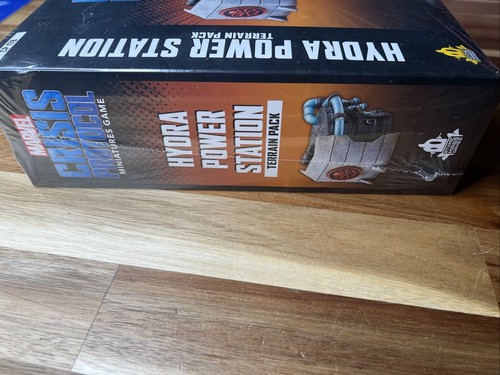 HYDRA POWER STATION
TERRAIN PACK
MARVEL
CRISIS
PROTOCOL
MINIATURES GAME
HYDRA
POWER
STATION
TERRAIN PACK